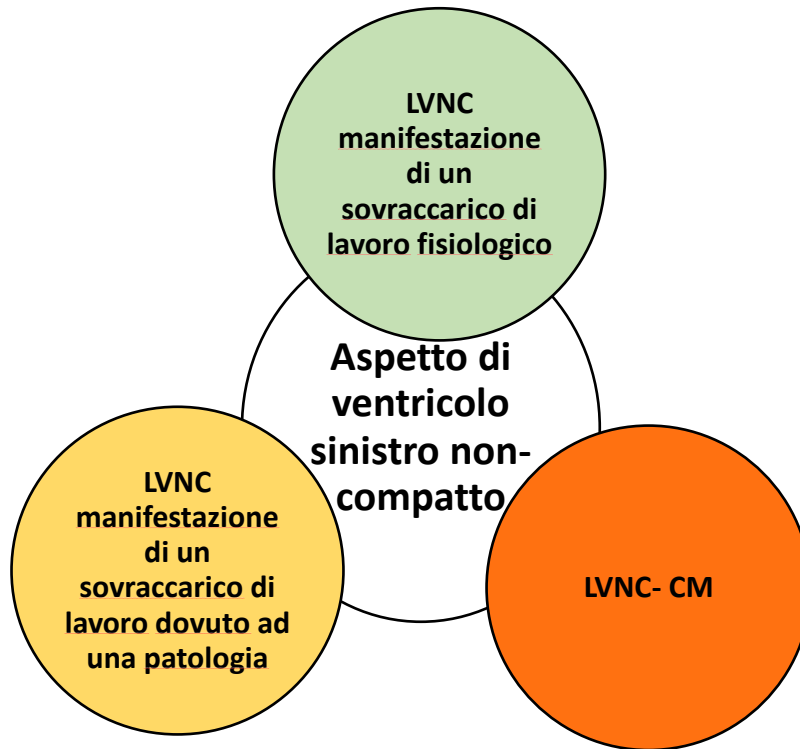 LVNC
manifestazione
di un
sovraccarico di
lavoro fisiologico
Aspetto di
ventricolo
sinistro non-
compatto
LVNC
manifestazione
di un
sovraccarico di
lavoro dovuto ad
una patologia
LVNC- CM